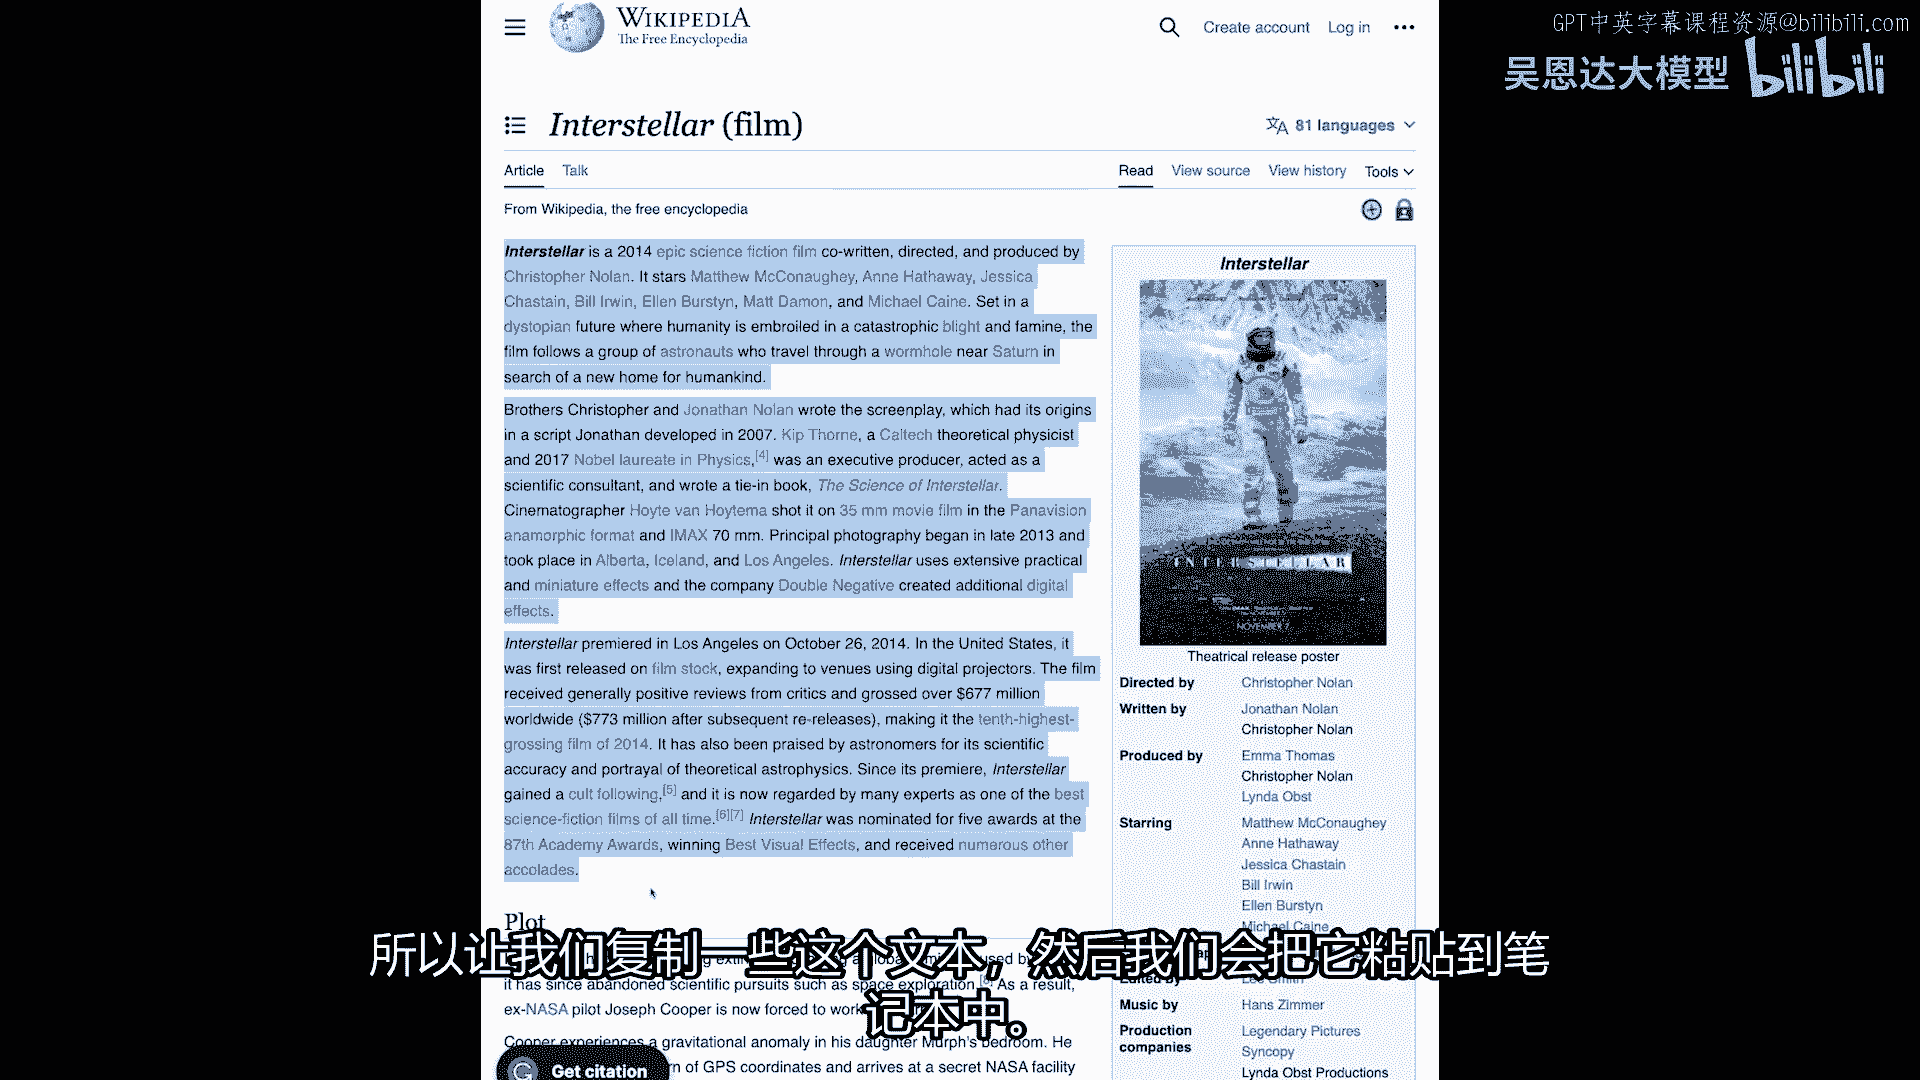 GPT中英字幕课程资源@bilibili.com
吴恩达大模型 bilibili
WIKIPEDIA
The Free Encyclopedia
Create account Log in
Interstellar (film)
81 languages
Article Talk
Read View source View history Tools
From Wikipedia, the free encyclopedia
Interstellar is a 2014 epic science fiction film co-written, directed, and produced by
Christopher Nolan. It stars Matthew McConaughey, Anne Hathaway, Jessica
Chastain, Bill Irwin, Ellen Burstyn, Matt Damon, and Michael Caine. Set in a
dystopian future where humanity is embroiled in a catastrophic blight and famine, the
film follows a group of astronauts who travel through a wormhole near Saturn in
search of a new home for humankind.
Brothers Christopher and Jonathan Nolan wrote the screenplay, which had its origins
in a script Jonathan developed in 2007. Kip Thorne, a Caltech theoretical physicist
and 2017 Nobel laureate in Physics,[4] was an executive producer, acted as a
scientific consultant, and wrote a tie-in book, The Science of Interstellar.
Cinematographer Hoyte van Hoytema shot it on 35 mm movie film in the Panavision
anamorphic format and IMAX 70 mm. Principal photography began in late 2013 and
took place in Alberta, Iceland, and Los Angeles. Interstellar uses extensive practical
and miniature effects and the company Double Negative created additional digital
effects.
Interstellar premiered in Los Angeles on October 26, 2014. In the United States, it
was first released on film stock, expanding to venues using digital projectors. The film
received generally positive reviews from critics and grossed over $677 million
worldwide ($773 million after subsequent re-releases), making it the tenth-highest-
grossing film of 2014. It has also been praised by astronomers for its scientific
accuracy and portrayal of theoretical astrophysics. Since its premiere, Interstellar
gained a cult following,[5] and it is now regarded by many experts as one of the best
science-fiction films of all time.[6][7] Interstellar was nominated for five awards at the
87th Academy Awards, winning Best Visual Effects, and received numerous other
accolades.
Plot
it has since abandoned scientific pursuits such as space exploration.[8] As a result,
ex-NASA pilot Joseph Cooper is now forced to work
Cooper experiences a gravitational anomaly in his daughter Murph's bedroom. He
of GPS coordinates and arrives at a secret NASA facility
Get citation
Interstellar
INTERSTELLAR
NOVEMBER 7
Theatrical release poster
Directed by Christopher Nolan
Written by Jonathan Nolan
Christopher Nolan
Produced by Emma Thomas
Christopher Nolan
Lynda Obst
Starring Matthew McConaughey
Anne Hathaway
Jessica Chastain
Bill Irwin
Ellen Burstyn
Michael Caine
Edited by Lee Smith
Music by Hans Zimmer
Production Legendary Pictures
companies Syncopy
Lynda Obst Productions
所以让我们复制一些这个文本，然后我们会把它粘贴到笔
记本中。